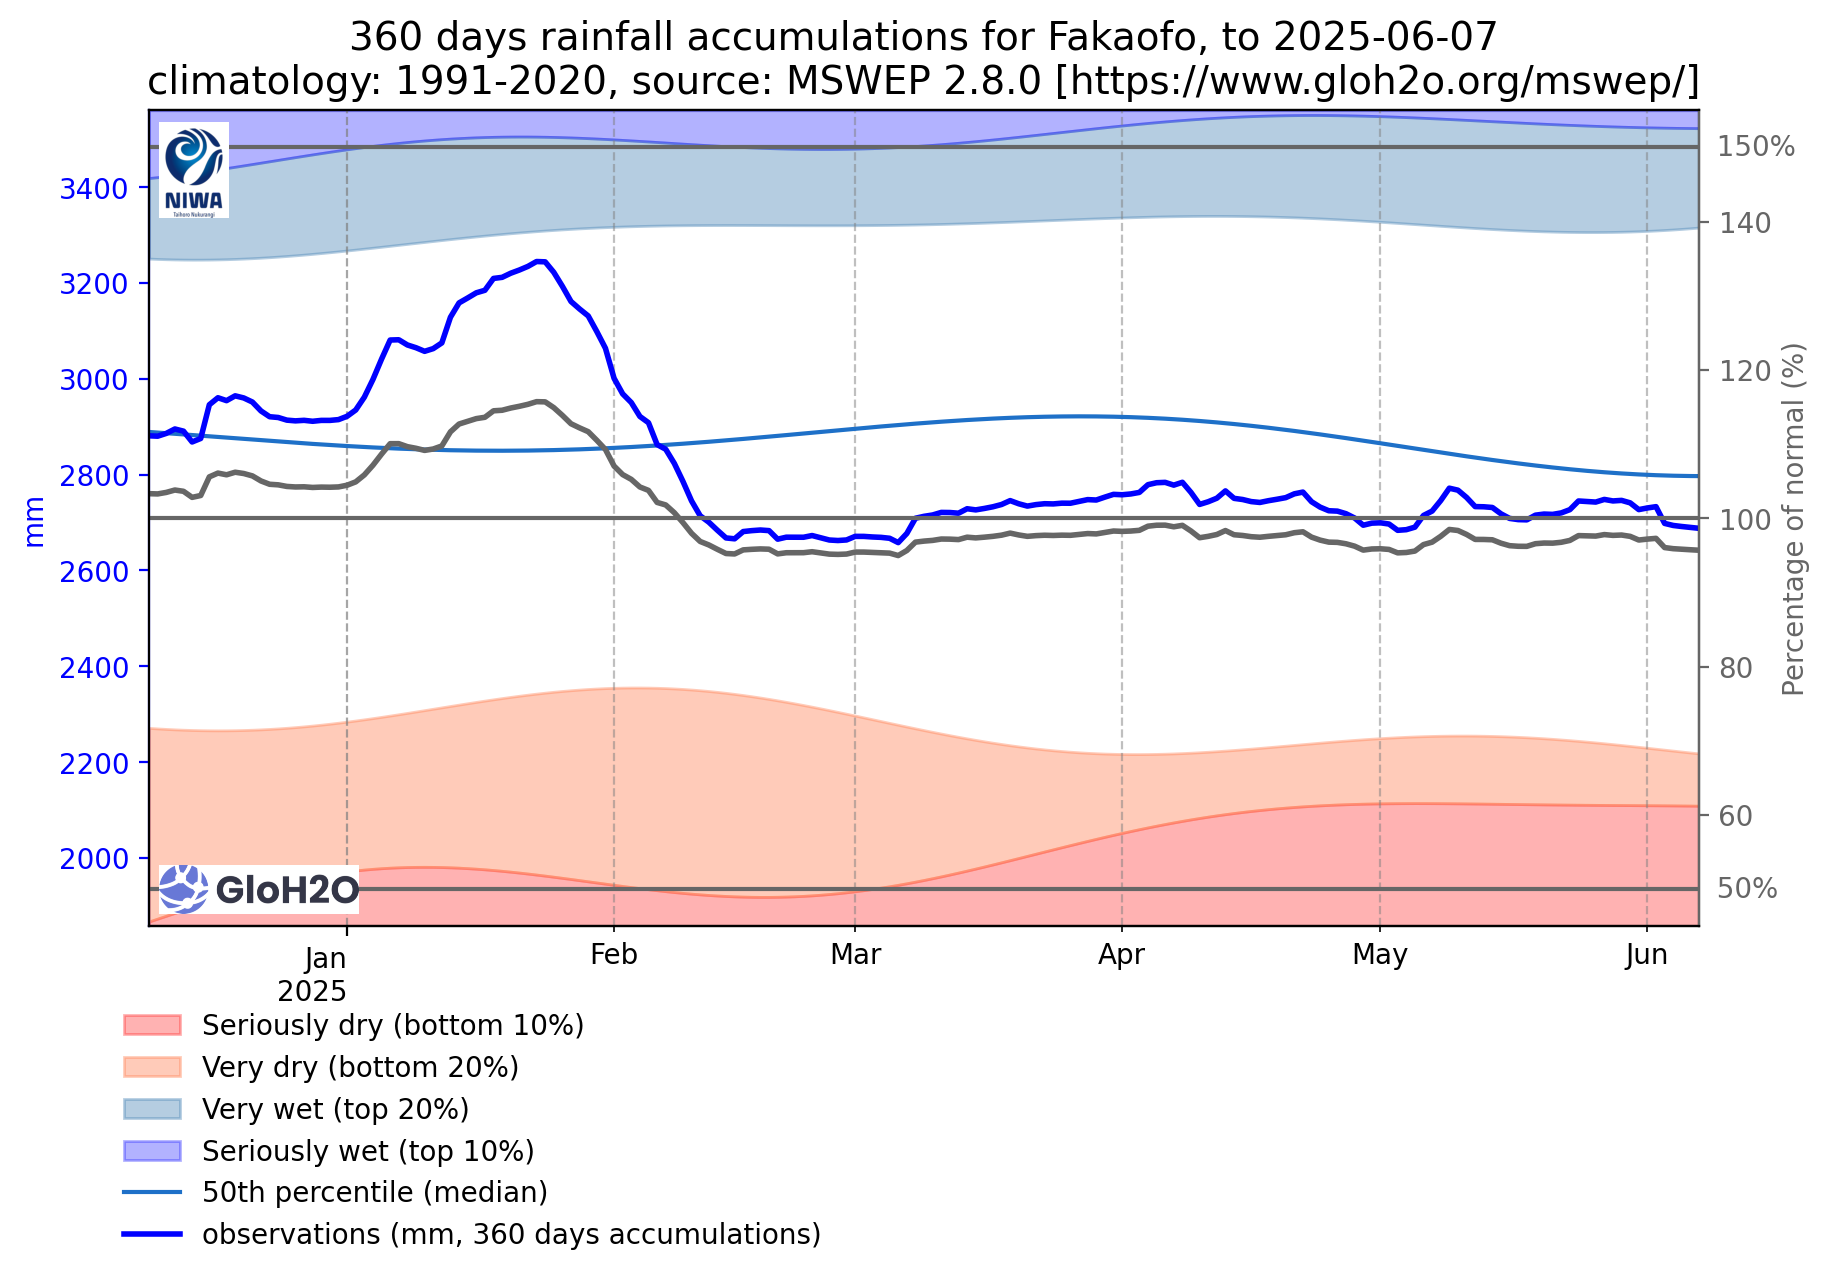 360 days rainfall accumulations for Fakaofo, to 2025-06-07
climatology: 1991-2020, source: MSWEP 2.8.0 [https://www.gloh2o.org/mswep/]
NIWA
Taihoro Nukurangi
3400
3200
3000
2800
2600
2400
2200
2000
mm
150%
140
120
100
80
60
50%
Percentage of normal (%)
GloH2O
Jan
2025
Feb
Mar
Apr
May
Jun
Seriously dry (bottom 10%)
Very dry (bottom 20%)
Very wet (top 20%)
Seriously wet (top 10%)
50th percentile (median)
observations (mm, 360 days accumulations)